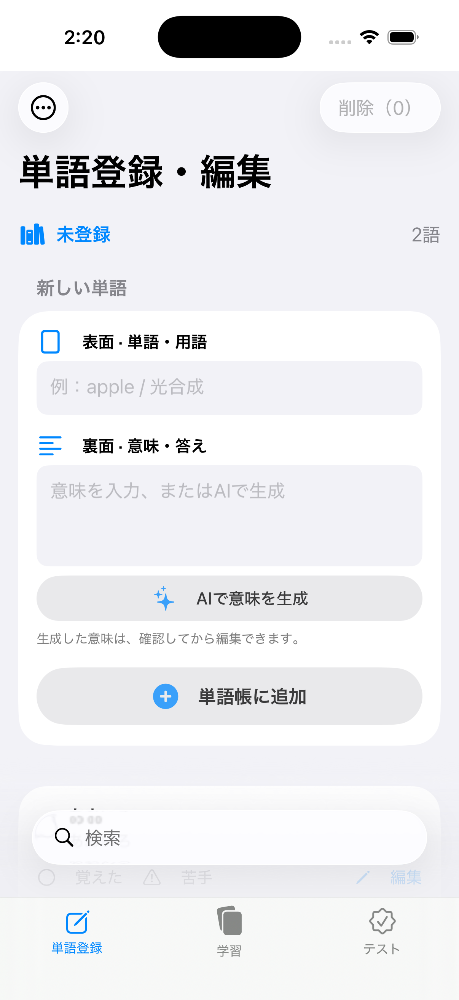 2:20
削除（0）
単語登録・編集
未登録
2語
新しい単語
表面 · 単語・用語
例：apple / 光合成
裏面 · 意味・答え
意味を入力、またはAIで生成
AIで意味を生成
生成した意味は、確認してから編集できます。
単語帳に追加
検索
覚えた 苦手 編集
単語登録 学習 テスト